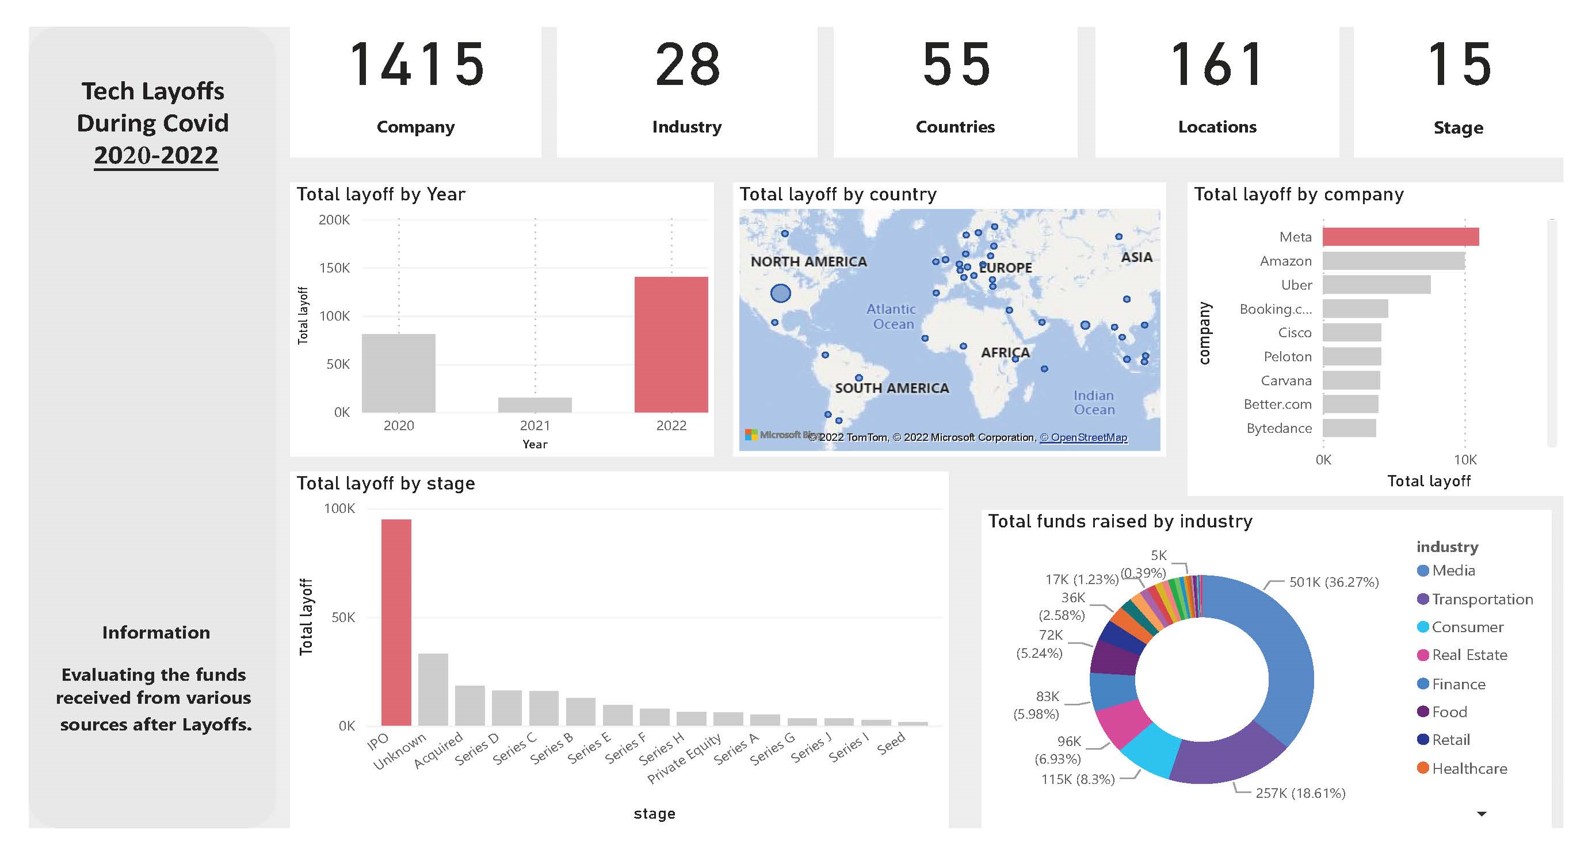 Tech Layoffs
During Covid
2020-2022
Information
Evaluating the funds
received from various
sources after Layoffs.
1415
Company
28
Industry
55
Countries
161
Locations
15
Stage
Total layoff by Year
200K
150K
100K
50K
0K
Total layoff
2020
2021
2022
Year
Total layoff by country
NORTH AMERICA
EUROPE
ASIA
Atlantic
Ocean
AFRICA
SOUTH AMERICA
Indian
Ocean
Microsoft Bing
© 2022 TomTom, © 2022 Microsoft Corporation, © OpenStreetMap
Total layoff by company
company
Meta
Amazon
Uber
Booking.c...
Cisco
Peloton
Carvana
Better.com
Bytedance
0K
10K
Total layoff
Total layoff by stage
100K
50K
0K
Total layoff
IPO
Unknown
Acquired
Series D
Series C
Series B
Series E
Series F
Series H
Private Equity
Series A
Series G
Series J
Series I
Seed
stage
Total funds raised by industry
5K
(0.39%)
17K (1.23%)
36K
(2.58%)
72K
(5.24%)
83K
(5.98%)
96K
(6.93%)
115K (8.3%)
257K (18.61%)
501K (36.27%)
industry
Media
Transportation
Consumer
Real Estate
Finance
Food
Retail
Healthcare